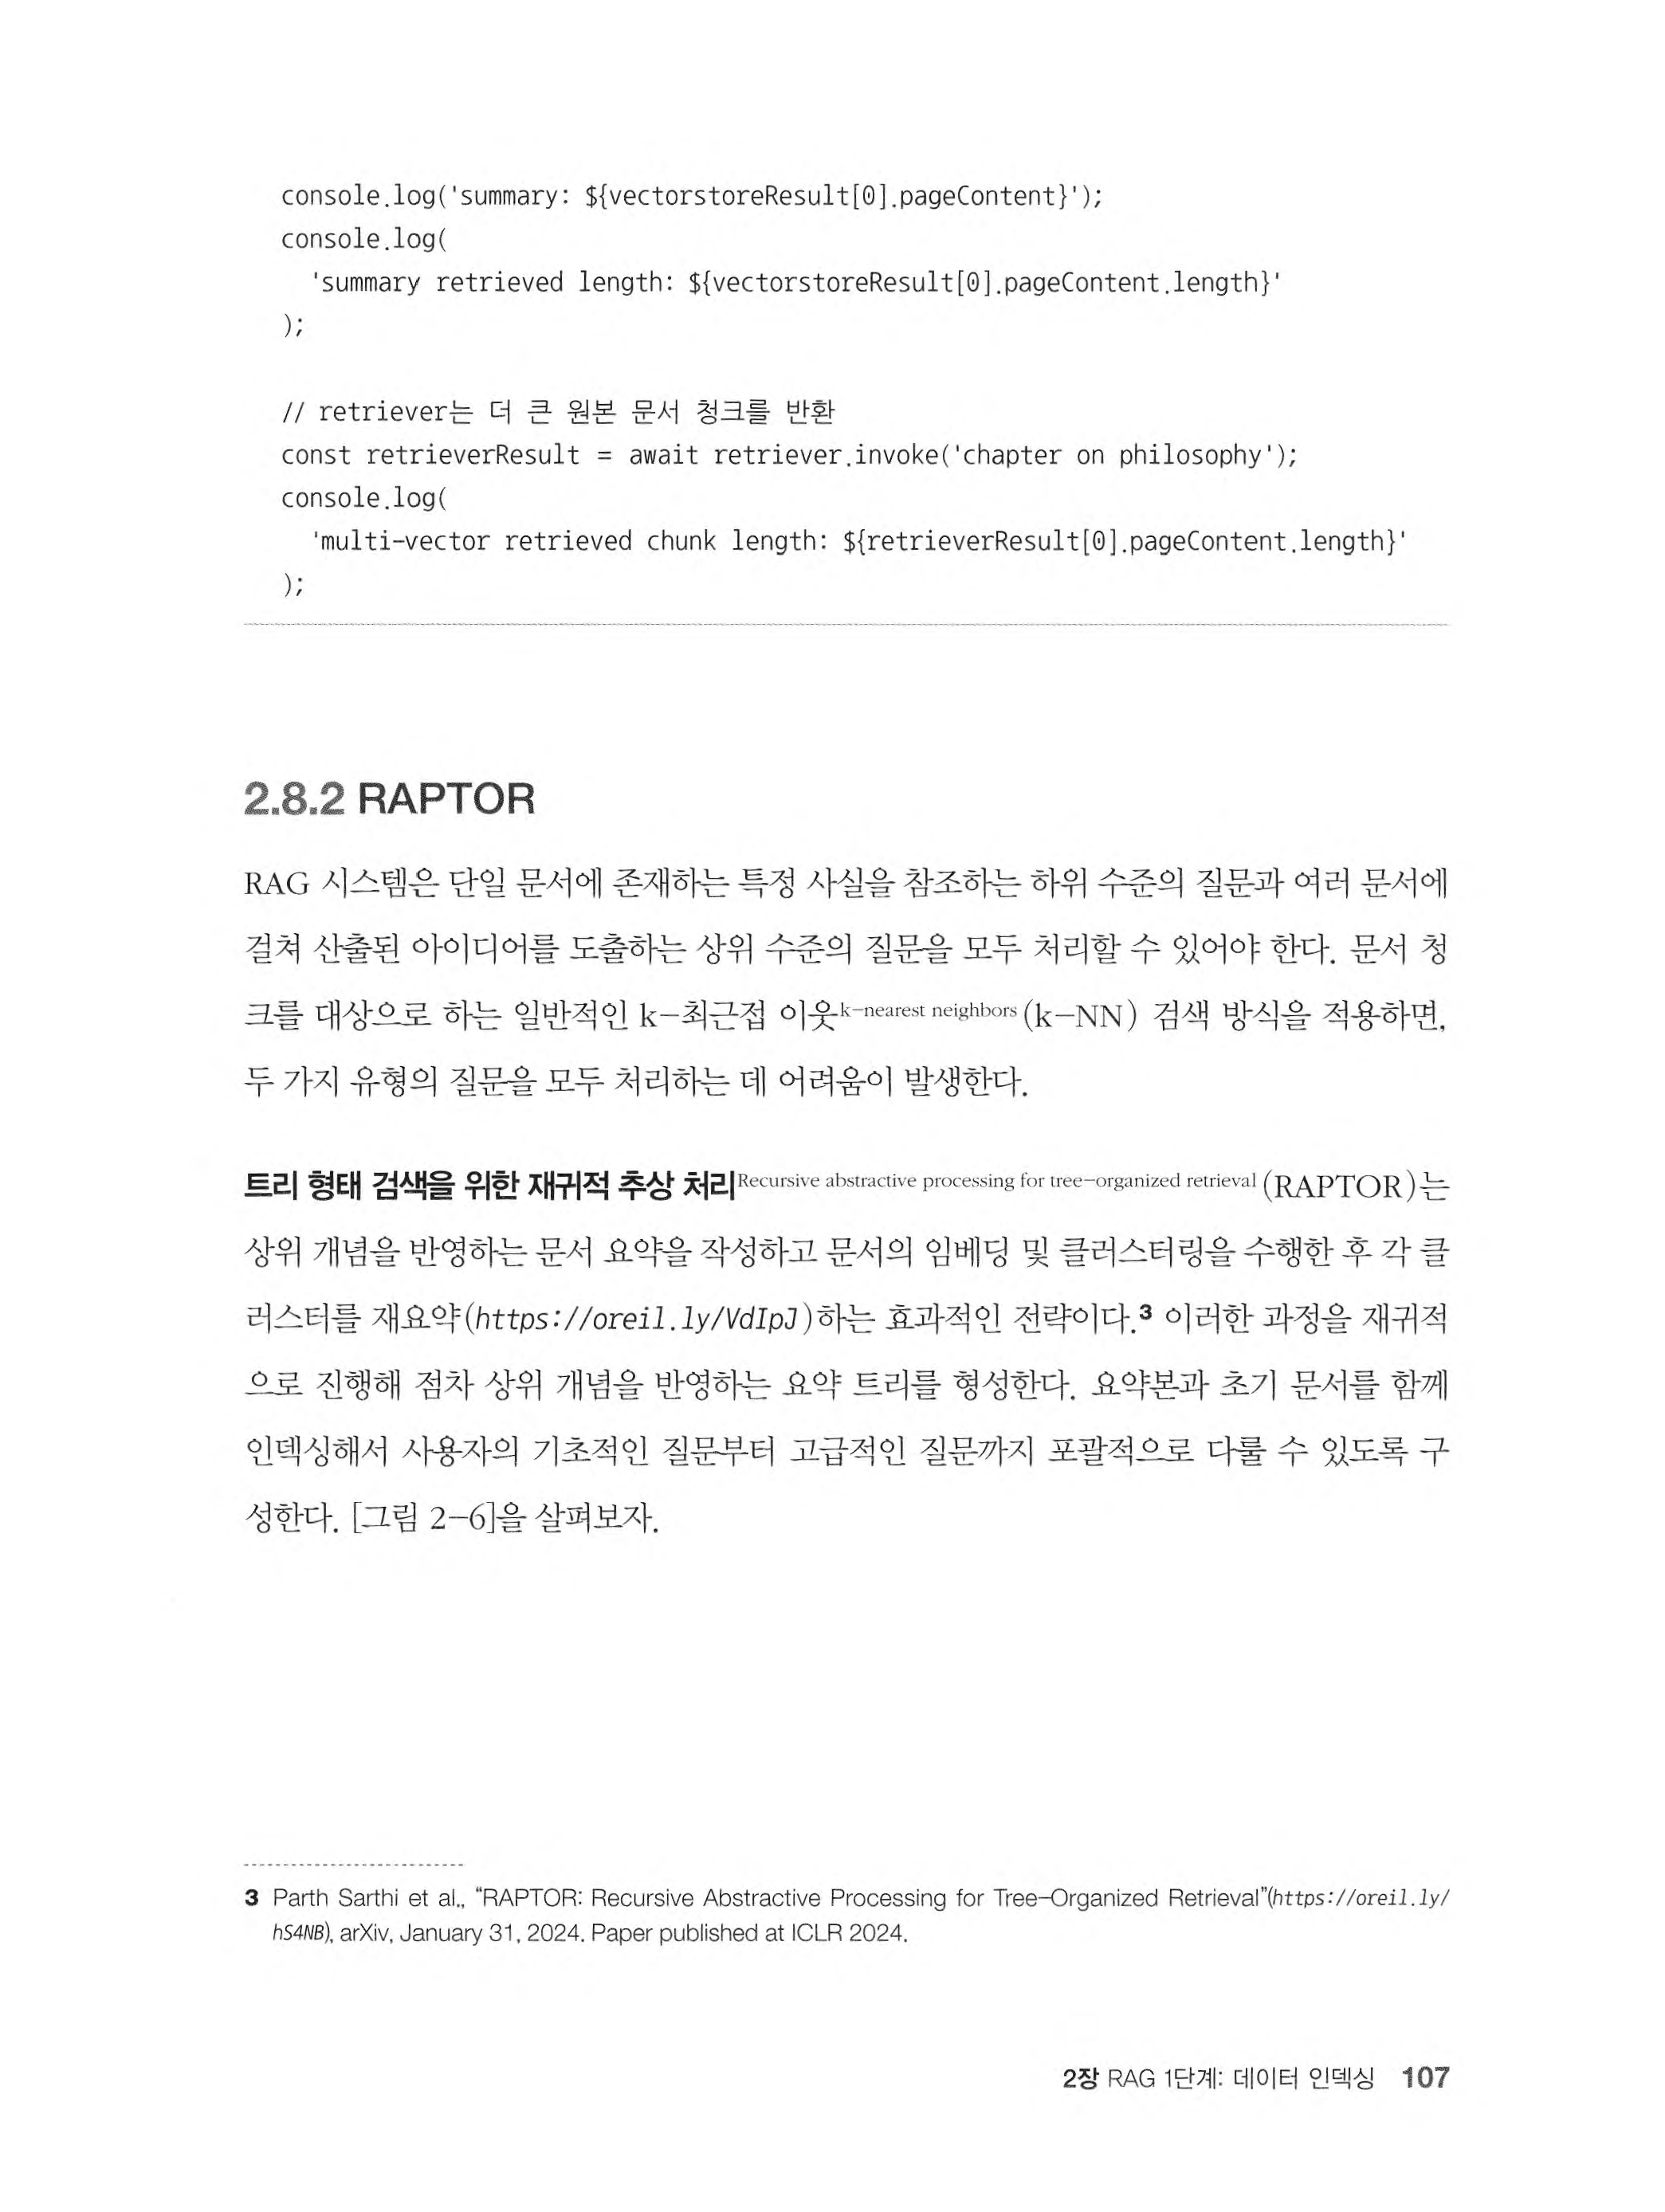 console.log('summary: ${vectorstoreResult[0].pageContent}');
console.log(
  'summary retrieved length: ${vectorstoreResult[0].pageContent.length}'
);

// retriever는 더 큰 원본 문서 청크를 반환
const retrieverResult = await retriever.invoke('chapter on philosophy');
console.log(
  'multi-vector retrieved chunk length: ${retrieverResult[0].pageContent.length}'
);
2.8.2 RAPTOR
RAG 시스템은 단일 문서에 존재하는 특정 사실을 참조하는 하위 수준의 질문과 여러 문서에
걸쳐 산출된 아이디어를 도출하는 상위 수준의 질문을 모두 처리할 수 있어야 한다. 문서 청
크를 대상으로 하는 일반적인 k-최근접 이웃k-nearest neighbors(k-NN) 검색 방식을 적용하면,
두 가지 유형의 질문을 모두 처리하는 데 어려움이 발생한다.
트리 형태 검색을 위한 재귀적 추상 처리Recursive abstractive processing for tree-organized retrieval(RAPTOR)는
상위 개념을 반영하는 문서 요약을 작성하고 문서의 임베딩 및 클러스터링을 수행한 후 각 클
러스터를 재요약(https://oreil.ly/VdIpJ)하는 효과적인 전략이다.3 이러한 과정을 재귀적
으로 진행해 점차 상위 개념을 반영하는 요약 트리를 형성한다. 요약본과 초기 문서를 함께
인덱싱해서 사용자의 기초적인 질문부터 고급적인 질문까지 포괄적으로 다룰 수 있도록 구
성한다. [그림 2-6]을 살펴보자.
3 Parth Sarthi et al., “RAPTOR: Recursive Abstractive Processing for Tree-Organized Retrieval”(https://oreil.ly/
hS4NB), arXiv, January 31, 2024. Paper published at ICLR 2024.
2장 RAG 1단계: 데이터 인덱싱 107